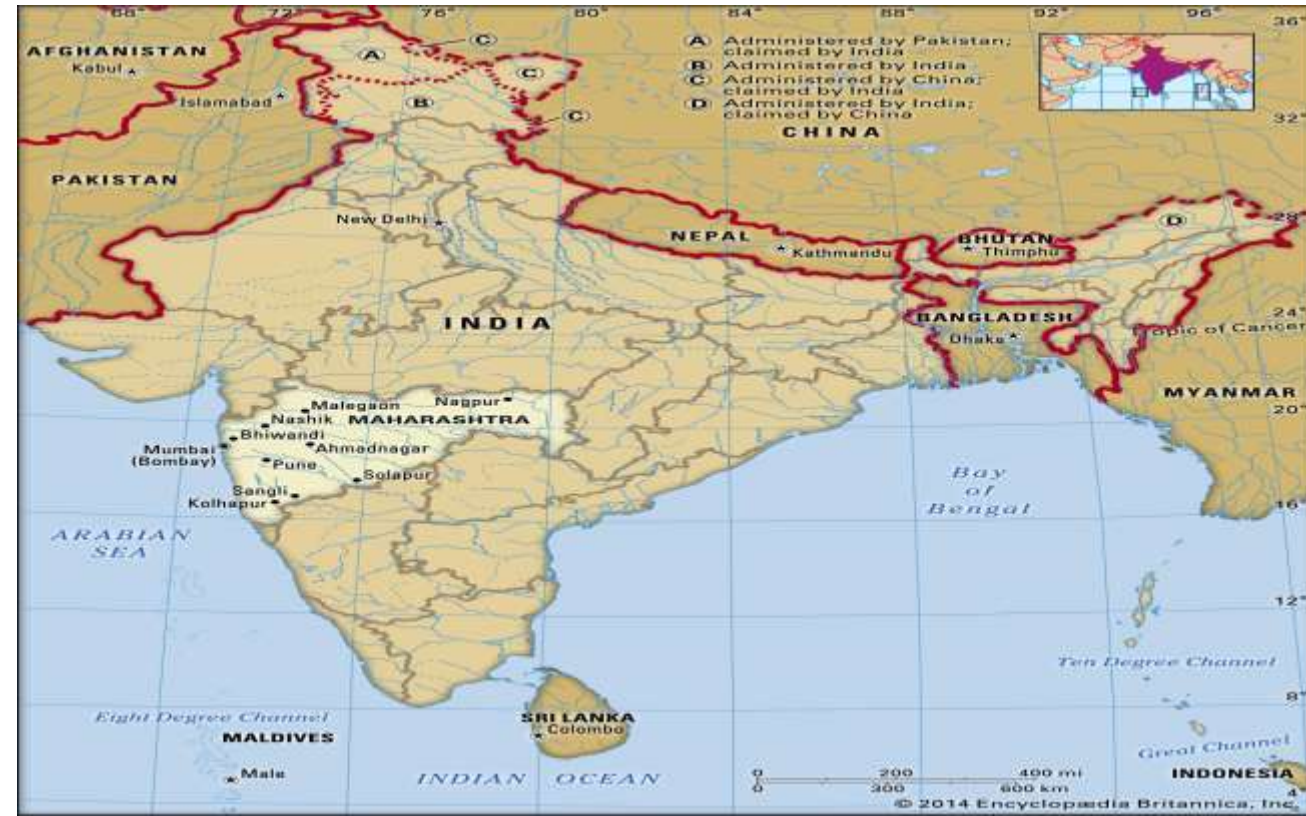 68° 72° 76° 80° 84° 88° 92° 96°
36°
AFGHANISTAN
Kabul
Islamabad
A
C
C
B
C
A Administered by Pakistan;
claimed by India
B Administered by India
C Administered by China;
claimed by India
D Administered by India;
claimed by China
32°
CHINA
PAKISTAN
New Delhi
NEPAL
Kathmandu
BHUTAN
Thimphu
D
28°
INDIA
BANGLADESH
Dhaka
24°
Tropic of Cancer
MYANMAR
20°
Malegaon
Nagpur
Nashik
MAHARASHTRA
Bhiwandi
Mumbai
(Bombay)
Ahmadnagar
Pune
Solapur
Sangli
Kolhapur
Bay
of
Bengal
16°
ARABIAN
SEA
12°
Ten Degree Channel
8°
Eight Degree Channel
MALDIVES
Male
SRI LANKA
Colombo
INDIAN OCEAN
Great Channel
INDONESIA
4°
0 200 400 mi
0 300 600 km
© 2014 Encyclopædia Britannica, Inc.